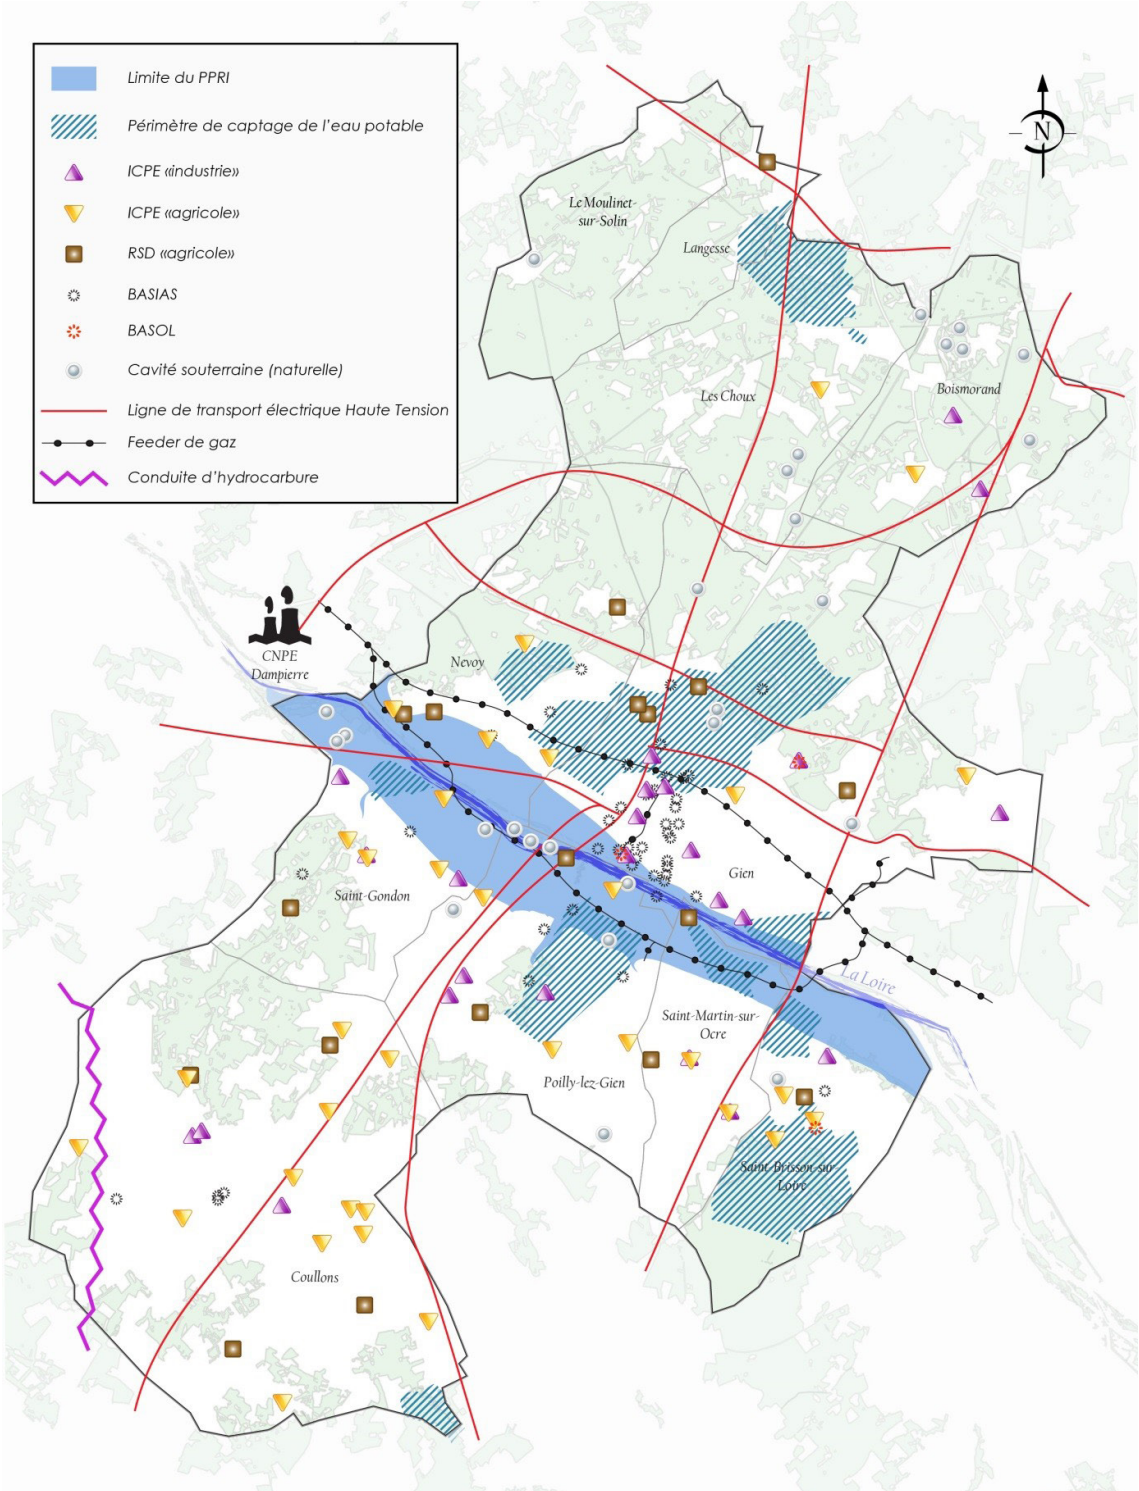 Limite du PPRI
Périmètre de captage de l'eau potable
ICPE «industrie»
ICPE «agricole»
RSD «agricole»
BASIAS
BASOL
Cavité souterraine (naturelle)
Ligne de transport électrique Haute Tension
Feeder de gaz
Conduite d'hydrocarbure
N
Le Moulinet-
sur-Solin
Langesse
Les Choux
Boismorand
CNPE
Dampierre
Nevoy
Gien
Saint-Gondon
La Loire
Saint-Martin-sur-
Ocre
Poilly-lez-Gien
Saint-Brisson-sur-
Loire
Coullons